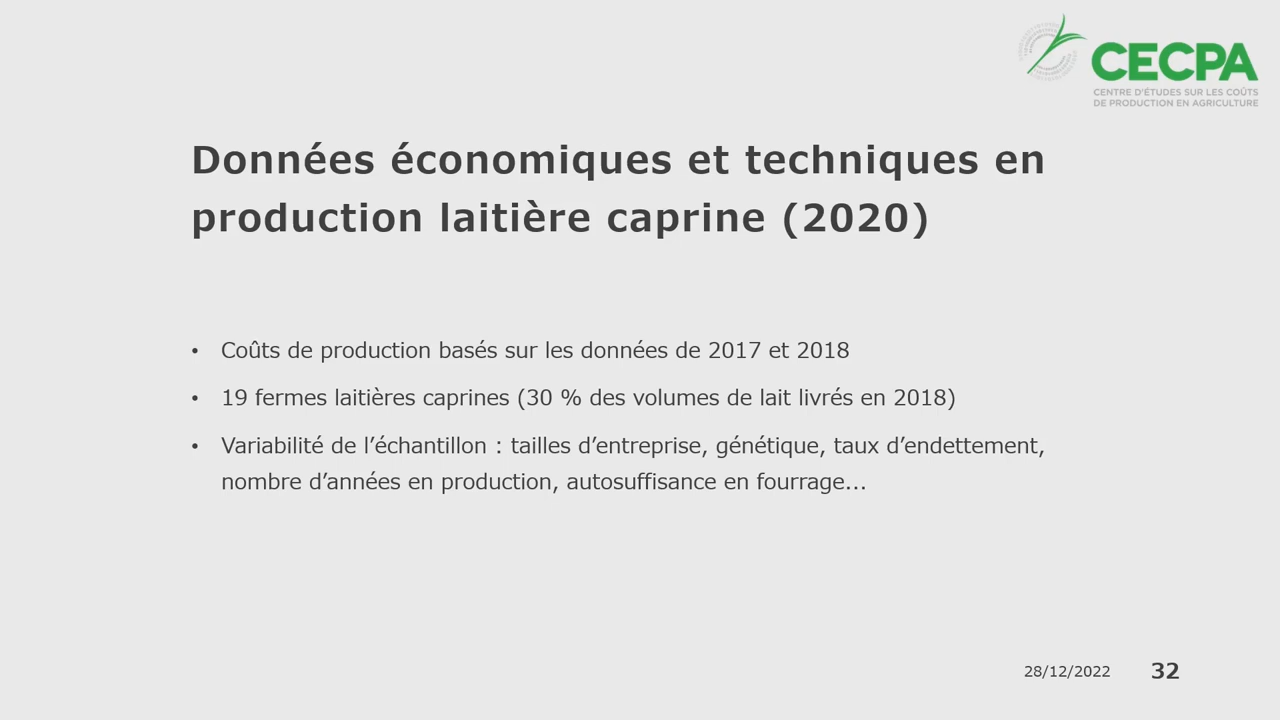 CECPA
CENTRE D'ÉTUDES SUR LES COÛTS
DE PRODUCTION EN AGRICULTURE
Données économiques et techniques en
production laitière caprine (2020)
• Coûts de production basés sur les données de 2017 et 2018
• 19 fermes laitières caprines (30 % des volumes de lait livrés en 2018)
• Variabilité de l’échantillon : tailles d’entreprise, génétique, taux d’endettement,
nombre d’années en production, autosuffisance en fourrage...
28/12/2022 32